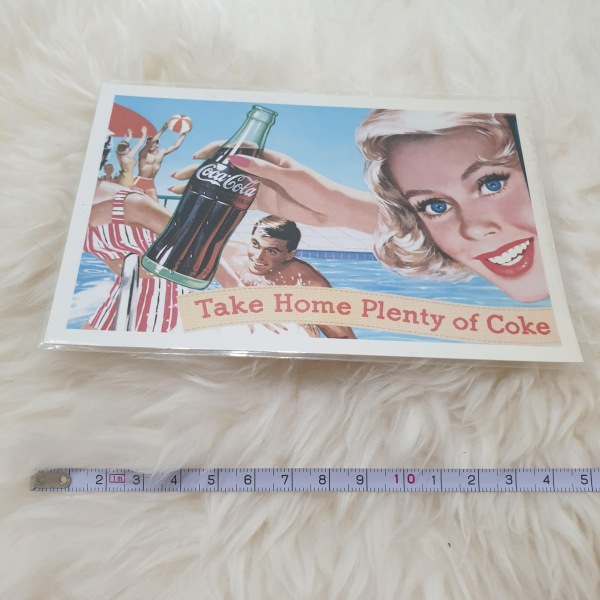 Coca-Cola
Take Home Plenty of Coke
2 m 3 4 5 6 7 8 9 10 1 2 3 4 5